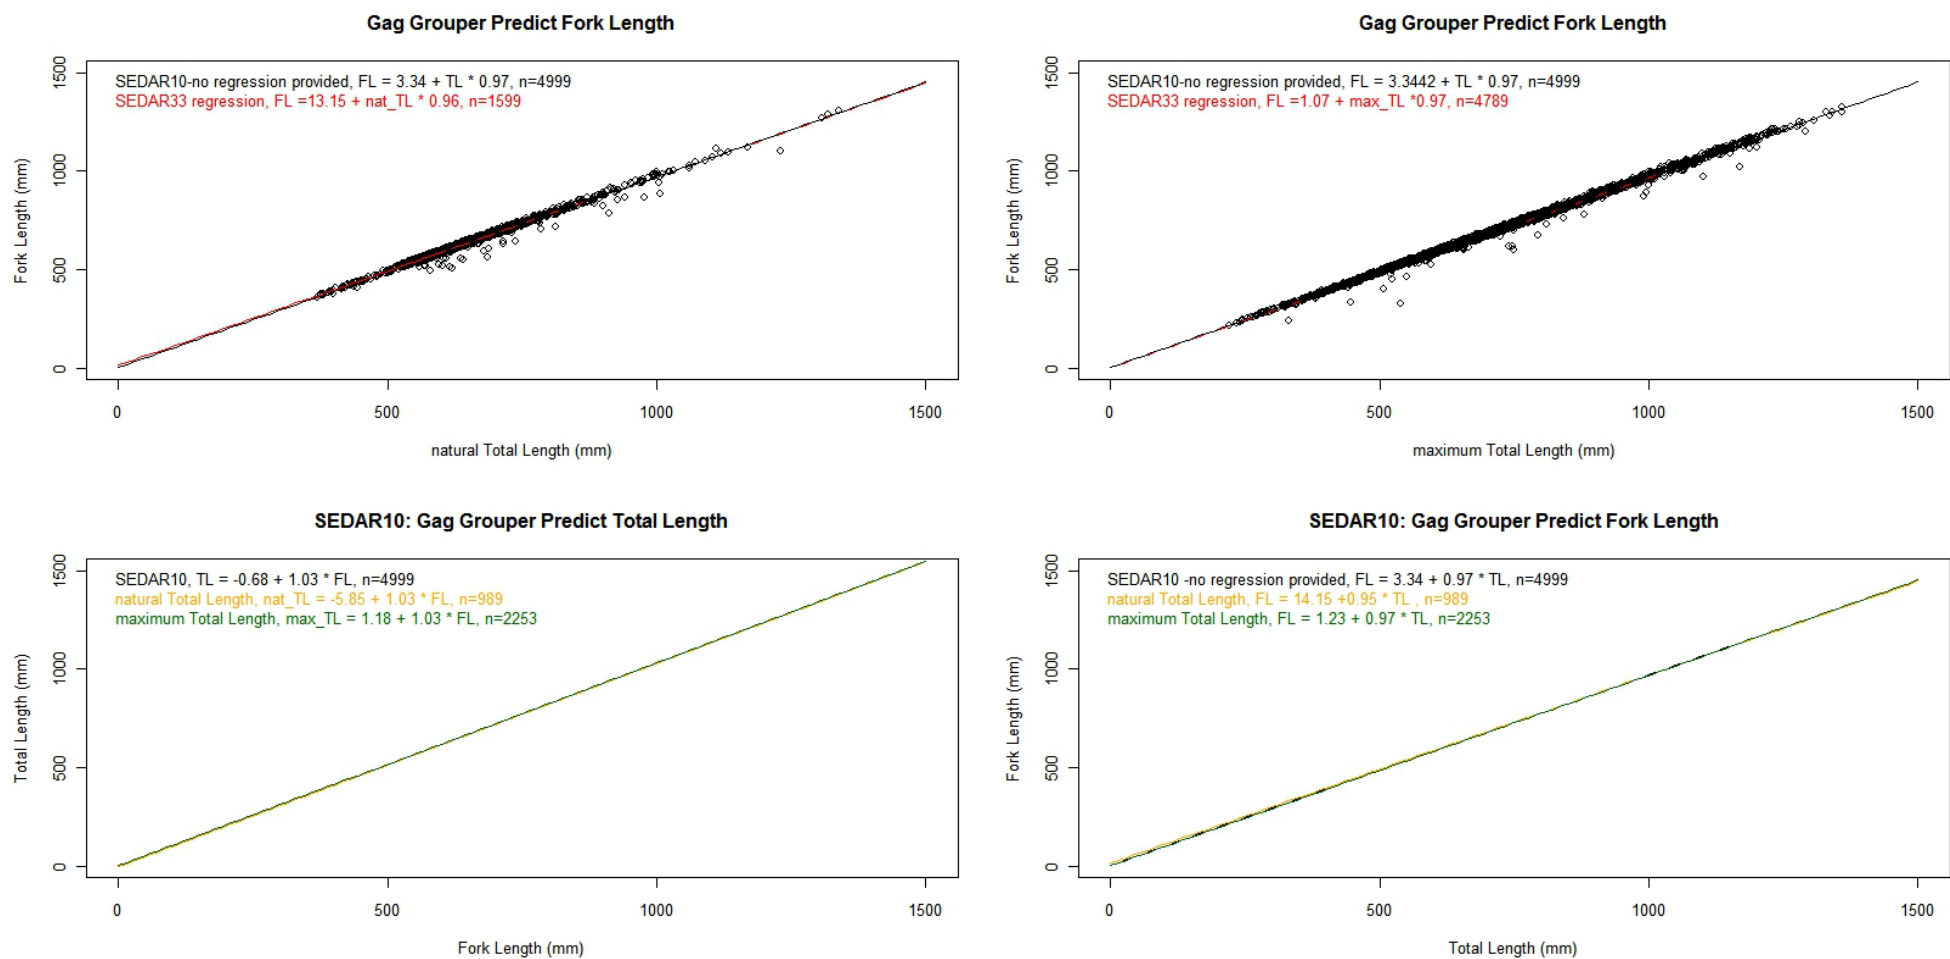 Gag Grouper Predict Fork Length
SEDAR10-no regression provided, FL = 3.34 + TL * 0.97, n=4999
SEDAR33 regression, FL =13.15 + nat_TL * 0.96, n=1599
Fork Length (mm)
1500
1000
500
0
0
500
1000
1500
natural Total Length (mm)
Gag Grouper Predict Fork Length
SEDAR10-no regression provided, FL = 3.3442 + TL * 0.97, n=4999
SEDAR33 regression, FL =1.07 + max_TL *0.97, n=4789
Fork Length (mm)
1500
1000
500
0
0
500
1000
1500
maximum Total Length (mm)
SEDAR10: Gag Grouper Predict Total Length
SEDAR10, TL = -0.68 + 1.03 * FL, n=4999
natural Total Length, nat_TL = -5.85 + 1.03 * FL, n=989
maximum Total Length, max_TL = 1.18 + 1.03 * FL, n=2253
Total Length (mm)
1500
1000
500
0
0
500
1000
1500
Fork Length (mm)
SEDAR10: Gag Grouper Predict Fork Length
SEDAR10 -no regression provided, FL = 3.34 + 0.97 * TL, n=4999
natural Total Length, FL = 14.15 +0.95 * TL , n=989
maximum Total Length, FL = 1.23 + 0.97 * TL, n=2253
Fork Length (mm)
1500
1000
500
0
0
500
1000
1500
Total Length (mm)